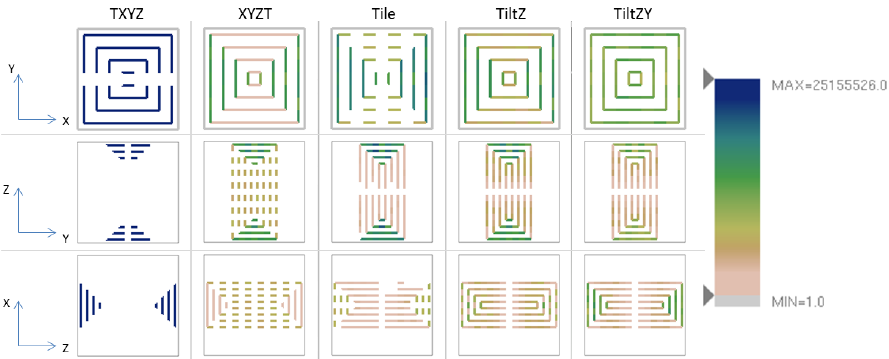 TXYZ XYZT Tile TiltZ TiltZY
Y
X
MAX=25155526.0
Z
Y
X
Z
MIN=1.0